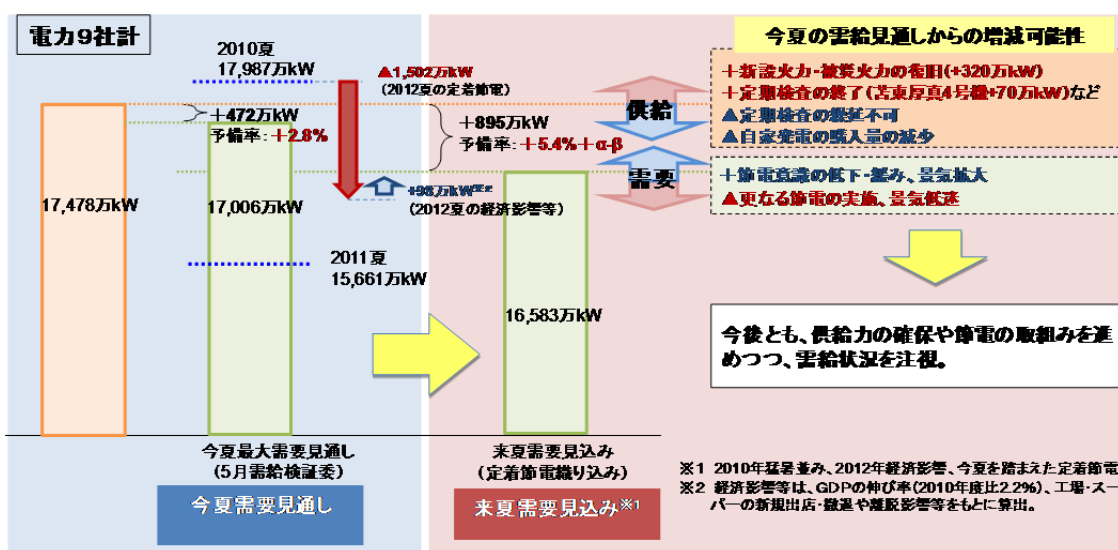 電力9社計
2010夏
17,987万kW
▲1,502万kW
(2012夏の定着節電)
+472万kW
予備率:+2.8%
+895万kW
予備率:+5.4%+α-β
+98万kW※2
(2012夏の経済影響等)
17,478万kW
17,006万kW
2011夏
15,661万kW
16,583万kW
供給
需要
今夏の需給見通しからの増減可能性
+新設火力・被災火力の復旧(+320万kW)
+定期検査の終了(苫東厚真4号機+70万kW)など
▲定期検査の繰延不可
▲自家発電の購入量の減少
+節電意識の低下・緩み、景気拡大
▲更なる節電の実施、景気低迷
今後とも、供給力の確保や節電の取組みを進
めつつ、需給状況を注視。
今夏最大需要見通し
(5月需給検証委)
来夏需要見込み
(定着節電織り込み)
今夏需要見通し
来夏需要見込み※1
※1 2010年猛暑並み、2012年経済影響、今夏を踏まえた定着節電
※2 経済影響等は、GDPの伸び率(2010年度比2.2%)、工場・スー
パーの新規出店・撤退や離脱影響等をもとに算出。